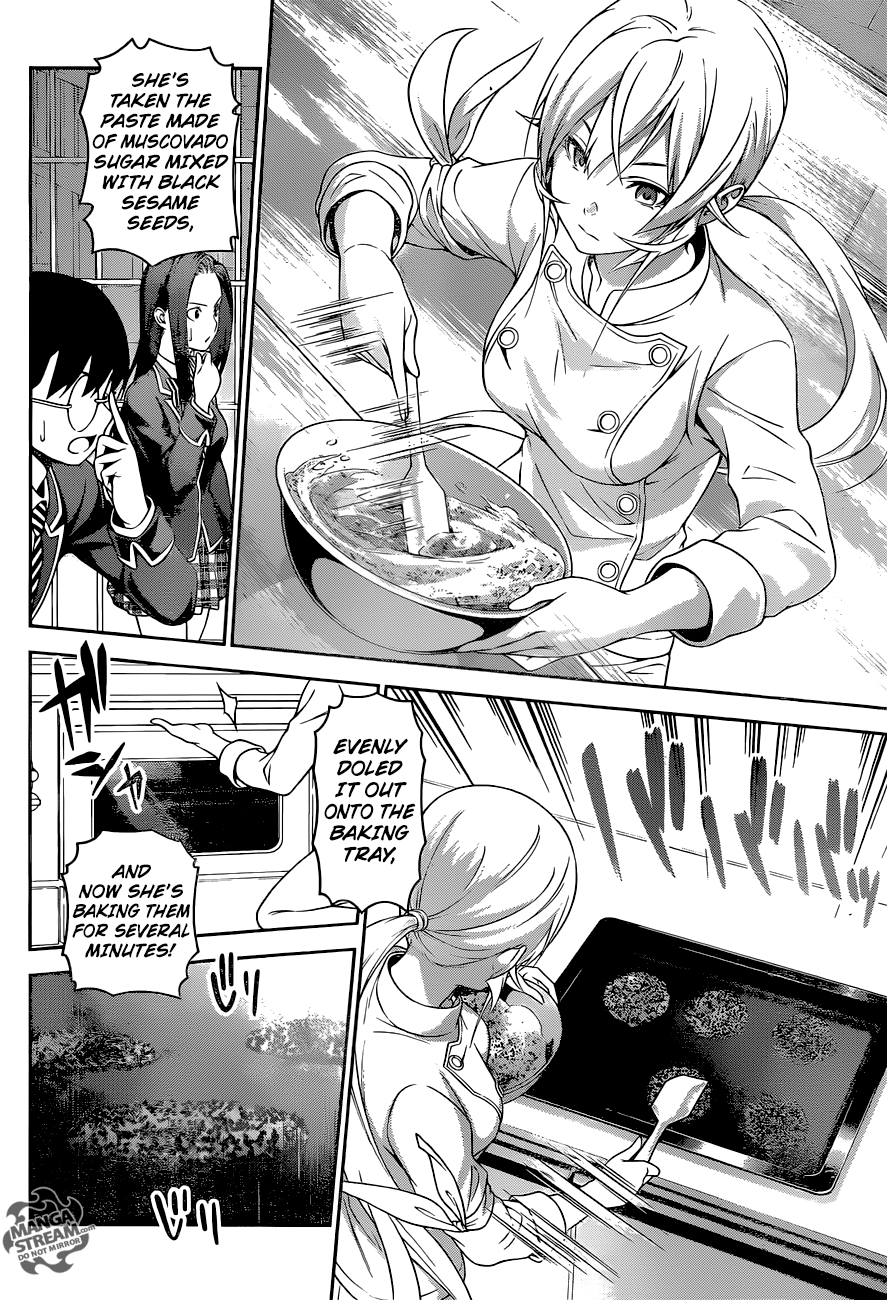 SHE'S
TAKEN THE
PASTE MADE
OF MUSCOVADO
SUGAR MIXED
WITH BLACK
SESAME
SEEDS,
EVENLY
DOLED
IT OUT
ONTO THE
BAKING
TRAY,
AND
NOW SHE'S
BAKING THEM
FOR SEVERAL
MINUTES!
MANGA
STREAM.com
DO NOT MIRROR!